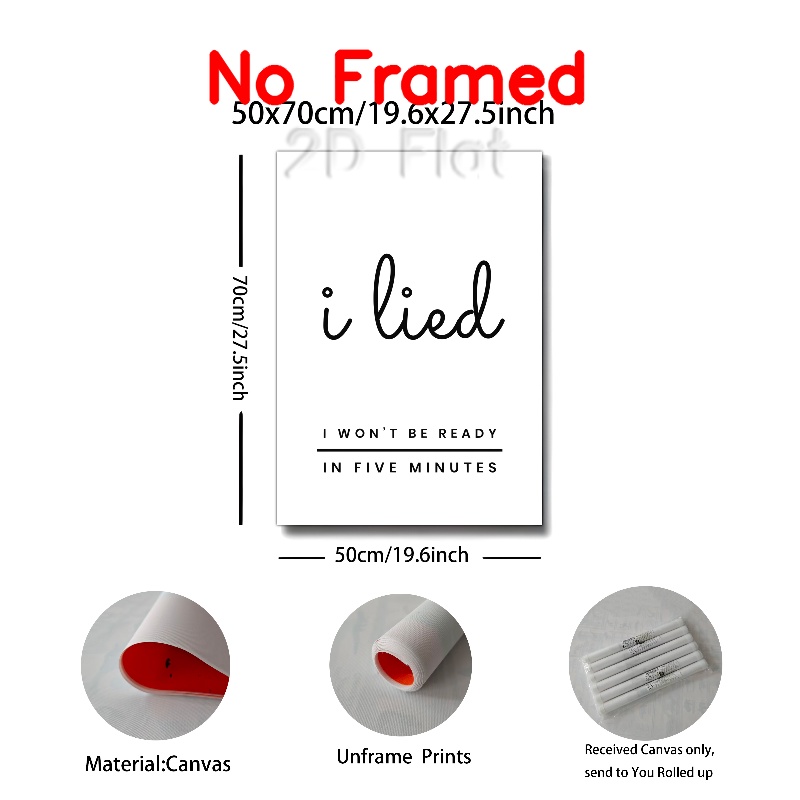 No Framed
50x70cm/19.6x27.5inch
2D Flat
70cm/27.5inch
i lied
I WON'T BE READY
IN FIVE MINUTES
50cm/19.6inch
Material:Canvas
Unframe Prints
Received Canvas only,
send to You Rolled up